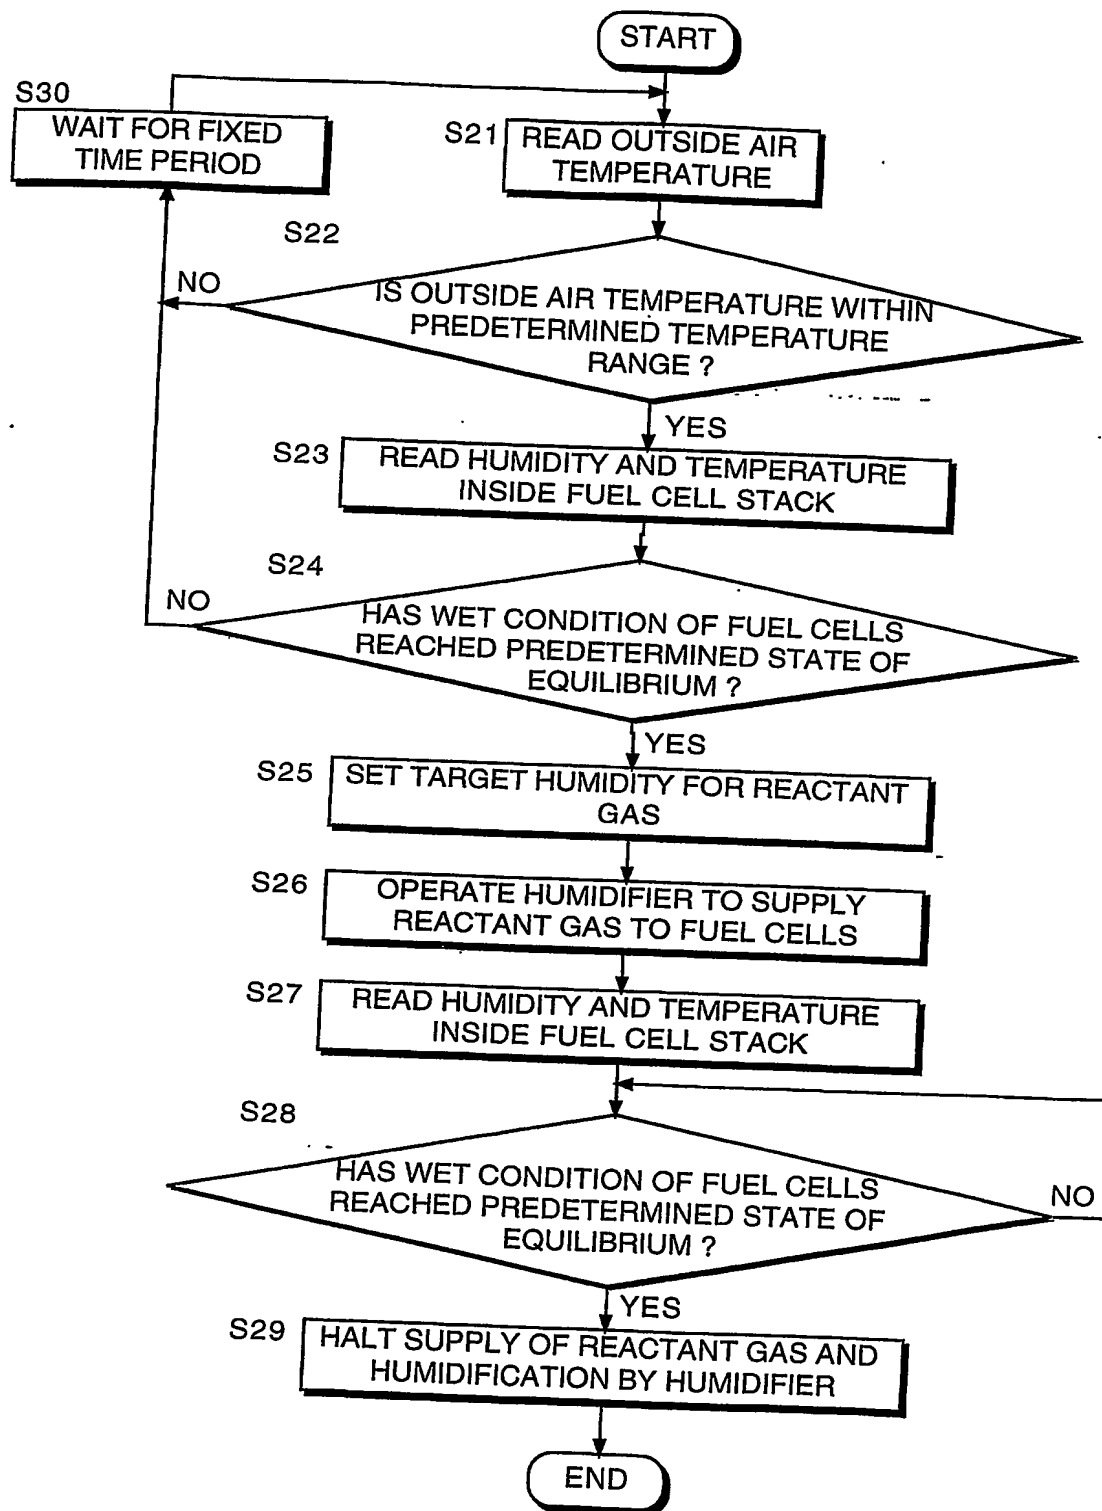 START
S30
WAIT FOR FIXED
TIME PERIOD
S21
READ OUTSIDE AIR
TEMPERATURE
S22
NO
IS OUTSIDE AIR TEMPERATURE WITHIN
PREDETERMINED TEMPERATURE
RANGE ?
YES
S23
READ HUMIDITY AND TEMPERATURE
INSIDE FUEL CELL STACK
S24
NO
HAS WET CONDITION OF FUEL CELLS
REACHED PREDETERMINED STATE OF
EQUILIBRIUM ?
YES
S25
SET TARGET HUMIDITY FOR REACTANT
GAS
S26
OPERATE HUMIDIFIER TO SUPPLY
REACTANT GAS TO FUEL CELLS
S27
READ HUMIDITY AND TEMPERATURE
INSIDE FUEL CELL STACK
S28
HAS WET CONDITION OF FUEL CELLS
REACHED PREDETERMINED STATE OF
EQUILIBRIUM ?
NO
YES
S29
HALT SUPPLY OF REACTANT GAS AND
HUMIDIFICATION BY HUMIDIFIER
END